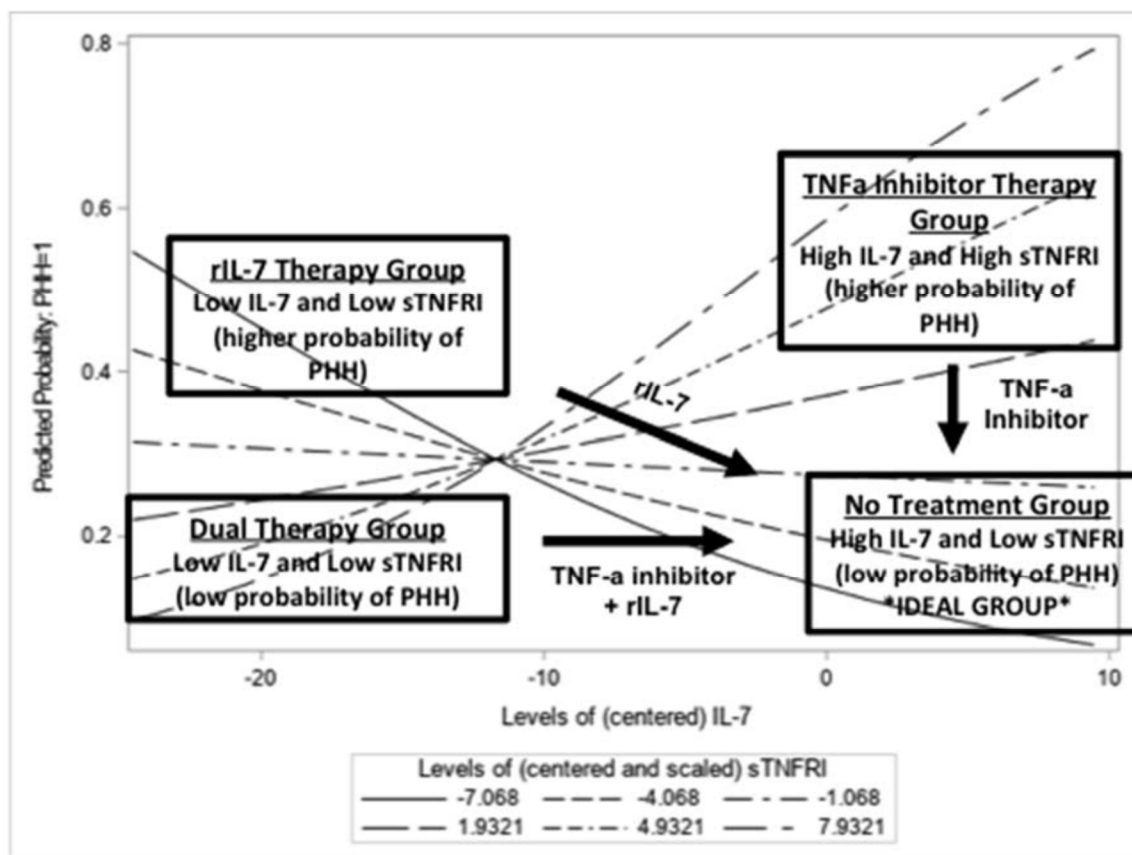 0.8
0.6
0.4
0.2
Predicted Probability: PHH=1
TNFa Inhibitor Therapy
Group
High IL-7 and High sTNFRI
(higher probability of
PHH)
rIL-7 Therapy Group
Low IL-7 and Low sTNFRI
(higher probability of
PHH)
rIL-7
TNF-a
Inhibitor
Dual Therapy Group
Low IL-7 and Low sTNFRI
(low probability of PHH)
TNF-a inhibitor
+ rIL-7
No Treatment Group
High IL-7 and Low sTNFRI
(low probability of PHH)
*IDEAL GROUP*
-20 -10 0 10
Levels of (centered) IL-7
Levels of (centered and scaled) sTNFRI
-7.068 -4.068 -1.068
1.9321 4.9321 7.9321